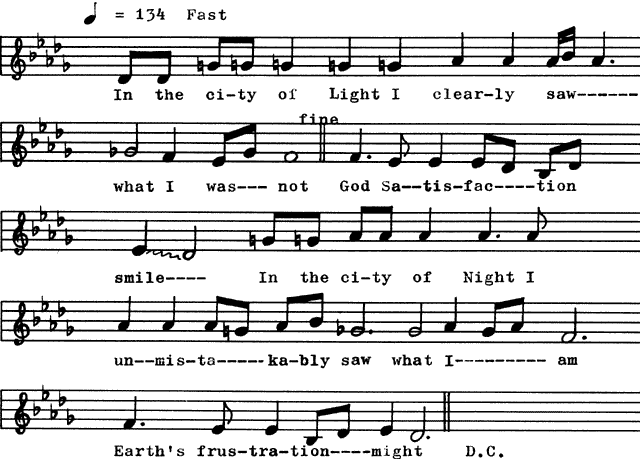 = 134 Fast
In the ci-ty of Light I clear-ly saw------
fine
what I was--- not God Sa--tis-fac----tion
smile---- In the ci-ty of Night I
un--mis-ta-----ka-bly saw what I--------- am
Earth's frus-tra-tion----might D.C.